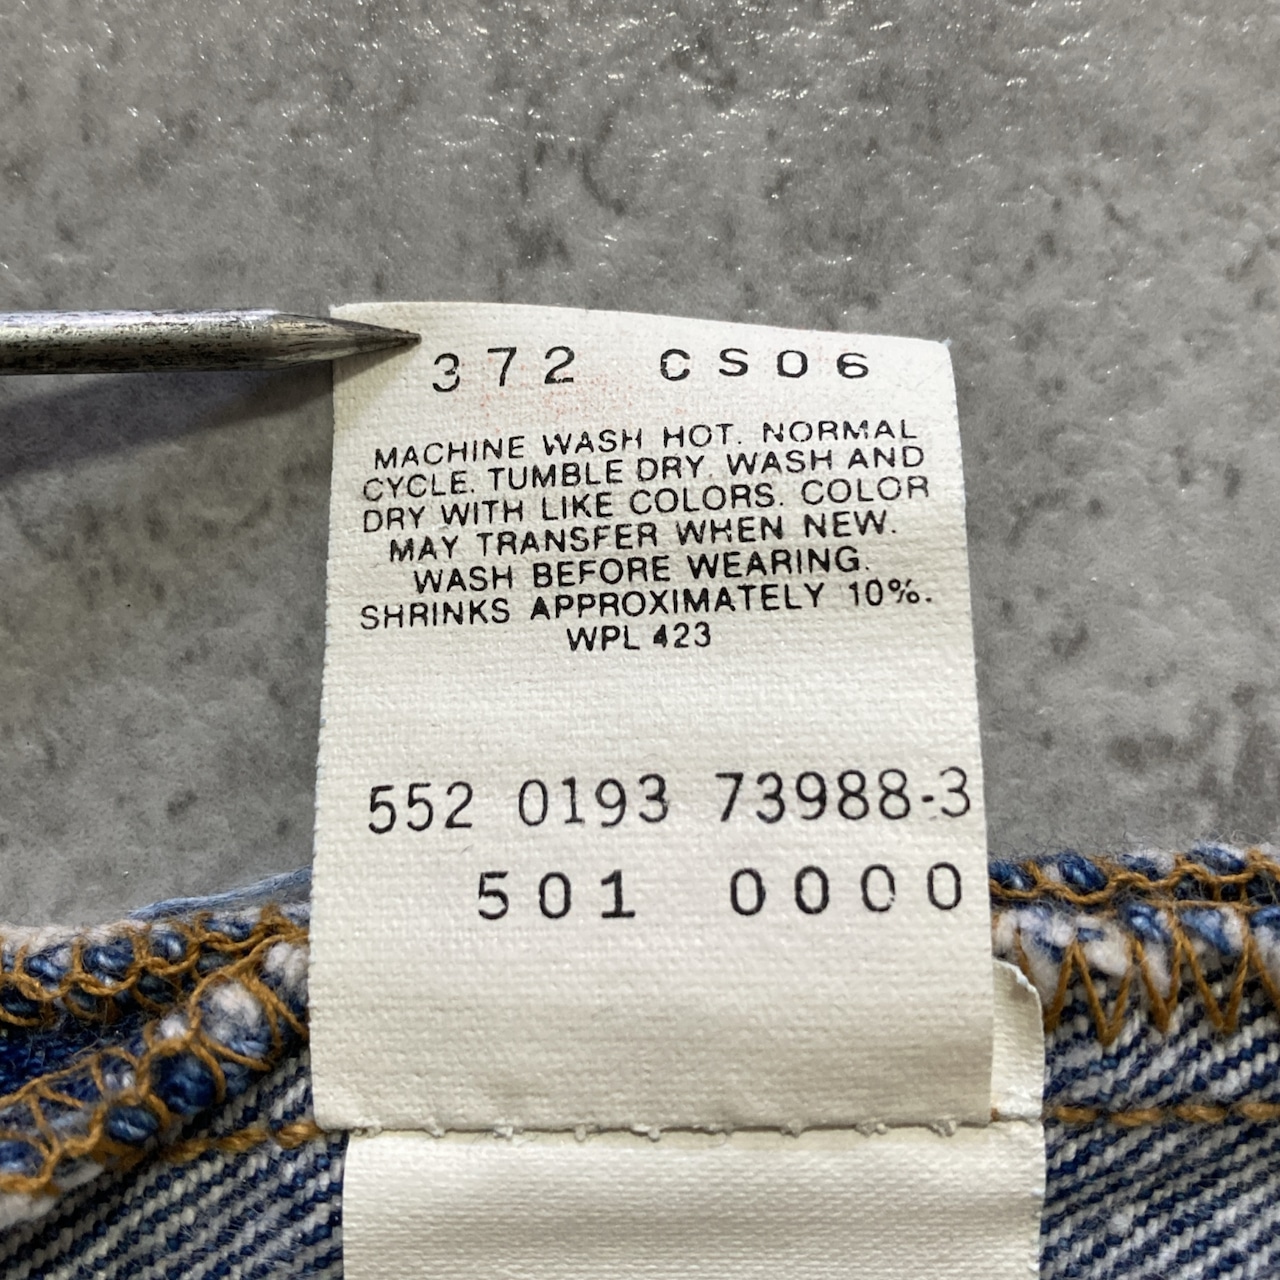 372 CS06
MACHINE WASH HOT. NORMAL
CYCLE. TUMBLE DRY. WASH AND
DRY WITH LIKE COLORS. COLOR
MAY TRANSFER WHEN NEW.
WASH BEFORE WEARING.
SHRINKS APPROXIMATELY 10%.
WPL 423
552 0193 73988-3
501 0000